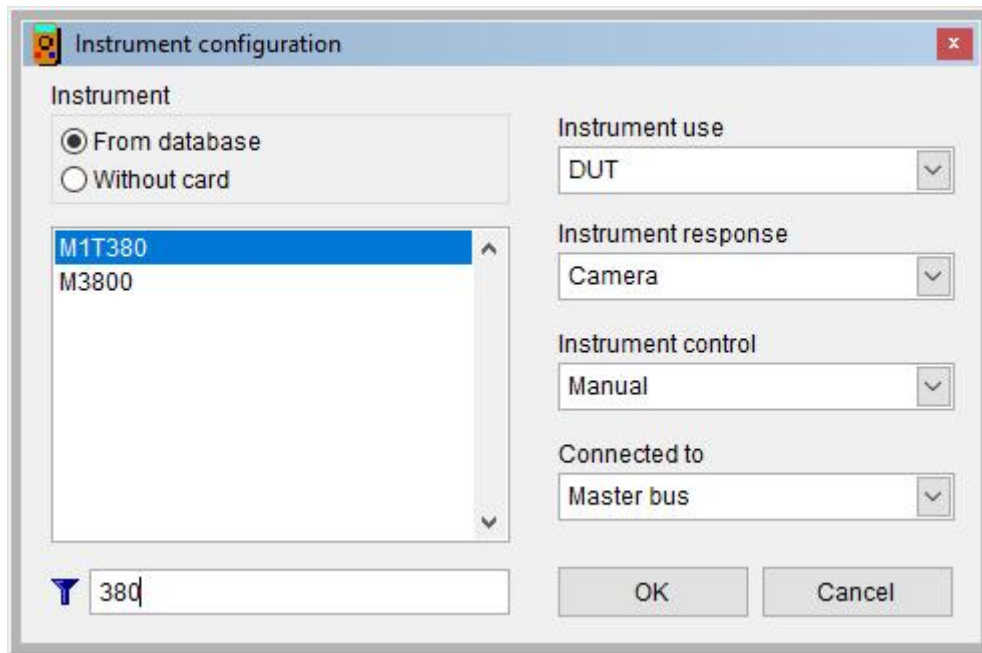 Instrument configuration
x
Instrument
From database
Without card
M1T380
M3800
380
Instrument use
DUT
Instrument response
Camera
Instrument control
Manual
Connected to
Master bus
OK
Cancel